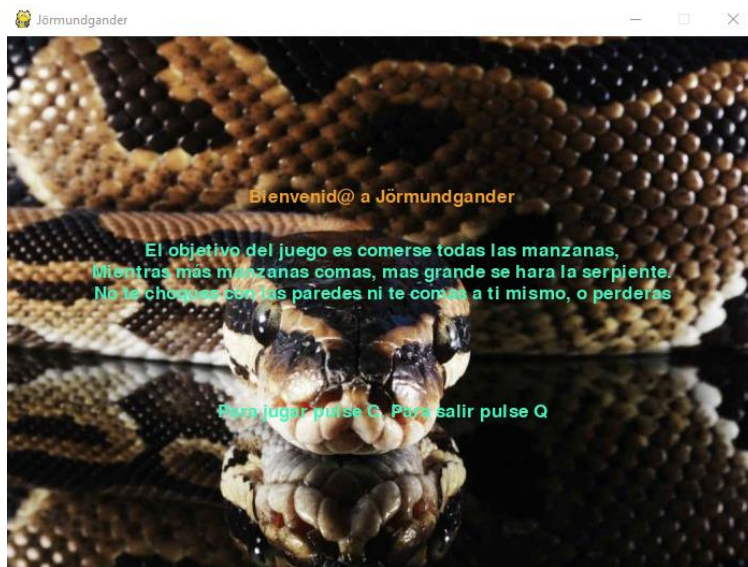 Jörmundgander
Bienvenid@ a Jörmundgander
El objetivo del juego es comerse todas las manzanas,
Mientras más manzanas comas, mas grande se hara la serpiente.
No te choques con las paredes ni te comas a ti mismo, o perderas
Para jugar pulse C, Para salir pulse Q